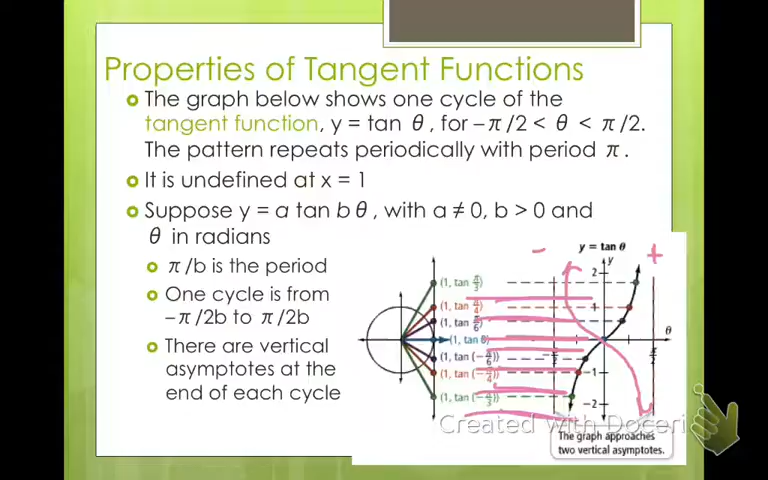 Properties of Tangent Functions
The graph below shows one cycle of the
tangent function, y = tan θ, for −π/2 < θ < π/2.
The pattern repeats periodically with period π.
It is undefined at x = 1
Suppose y = a tan bθ, with a ≠ 0, b > 0 and
θ in radians
π/b is the period
One cycle is from
−π/2b to π/2b
There are vertical
asymptotes at the
end of each cycle
- y = tan θ +
y
2
(1, tan π/3)
(1, tan π/4) 1
(1, tan π/6)
θ
(1, tan 0)
−π/2 π/2
(1, tan (−π/6))
(1, tan (−π/4)) −1
(1, tan (−π/3))
−2
Created with Doceri
The graph approaches
two vertical asymptotes.